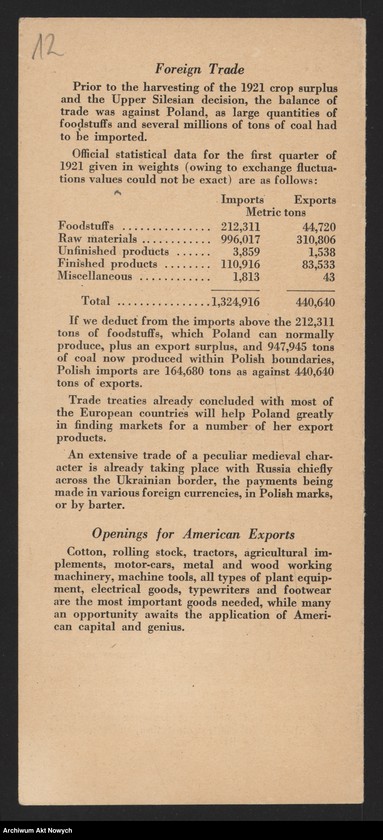 12
Foreign Trade
Prior to the harvesting of the 1921 crop surplus
and the Upper Silesian decision, the balance of
trade was against Poland, as large quantities of
foodstuffs and several millions of tons of coal had
to be imported.
Official statistical data for the first quarter of
1921 given in weights (owing to exchange fluctua-
tions values could not be exact) are as follows:
Imports Exports
Metric tons
Foodstuffs ............... 212,311 44,720
Raw materials ............ 996,017 310,806
Unfinished products ...... 3,859 1,538
Finished products ........ 110,916 83,533
Miscellaneous ............ 1,813 43
Total ................1,324,916 440,640
If we deduct from the imports above the 212,311
tons of foodstuffs, which Poland can normally
produce, plus an export surplus, and 947,945 tons
of coal now produced within Polish boundaries,
Polish imports are 164,680 tons as against 440,640
tons of exports.
Trade treaties already concluded with most of
the European countries will help Poland greatly
in finding markets for a number of her export
products.
An extensive trade of a peculiar medieval char-
acter is already taking place with Russia chiefly
across the Ukrainian border, the payments being
made in various foreign currencies, in Polish marks,
or by barter.
Openings for American Exports
Cotton, rolling stock, tractors, agricultural im-
plements, motor-cars, metal and wood working
machinery, machine tools, all types of plant equip-
ment, electrical goods, typewriters and footwear
are the most important goods needed, while many
an opportunity awaits the application of Ameri-
can capital and genius.
Archiwum Akt Nowych